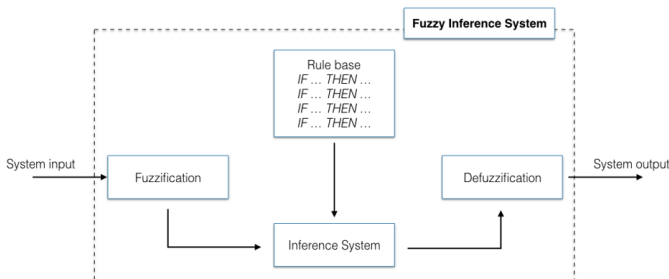 Fuzzy Inference System
Rule base
IF … THEN …
IF … THEN …
IF … THEN …
IF … THEN …
System input
Fuzzification
Defuzzification
System output
Inference System